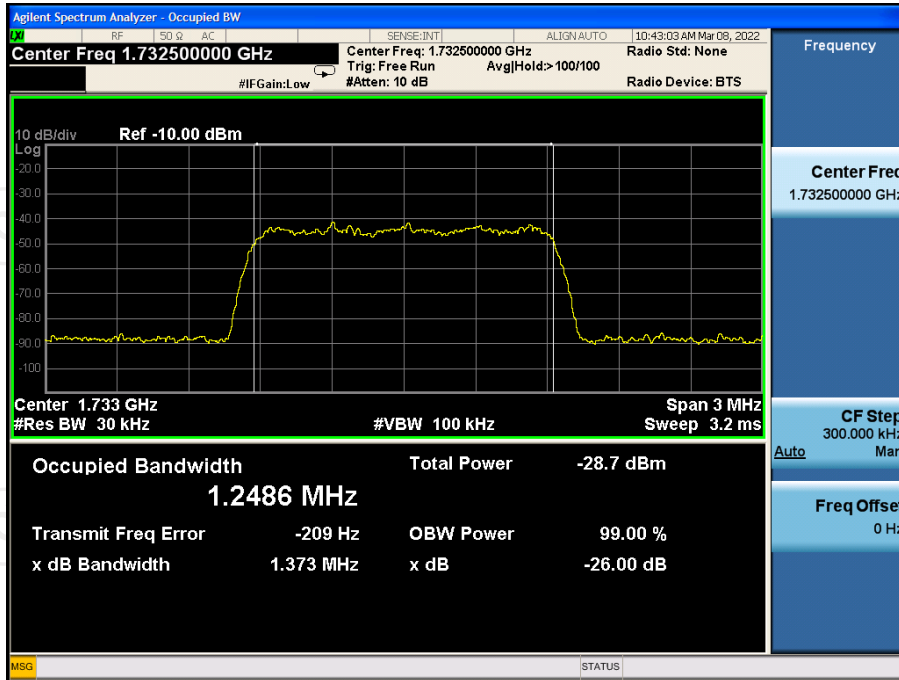 Agilent Spectrum Analyzer - Occupied BW
LXI RF 50 Ω AC SENSE:INT ALIGN AUTO 10:43:03 AM Mar 08, 2022
Center Freq 1.732500000 GHz
Center Freq: 1.732500000 GHz
Radio Std: None
Trig: Free Run Avg|Hold:> 100/100
#IFGain:Low
#Atten: 10 dB
Radio Device: BTS
10 dB/div Ref -10.00 dBm
Log
-20.0
-30.0
-40.0
-50.0
-60.0
-70.0
-80.0
-90.0
-100
Center 1.733 GHz Span 3 MHz
#Res BW 30 kHz #VBW 100 kHz Sweep 3.2 ms
Occupied Bandwidth Total Power -28.7 dBm
1.2486 MHz
Transmit Freq Error -209 Hz OBW Power 99.00 %
x dB Bandwidth 1.373 MHz x dB -26.00 dB
Frequency
Center Freq
1.732500000 GHz
CF Step
300.000 kHz
Auto Man
Freq Offset
0 Hz
MSG STATUS